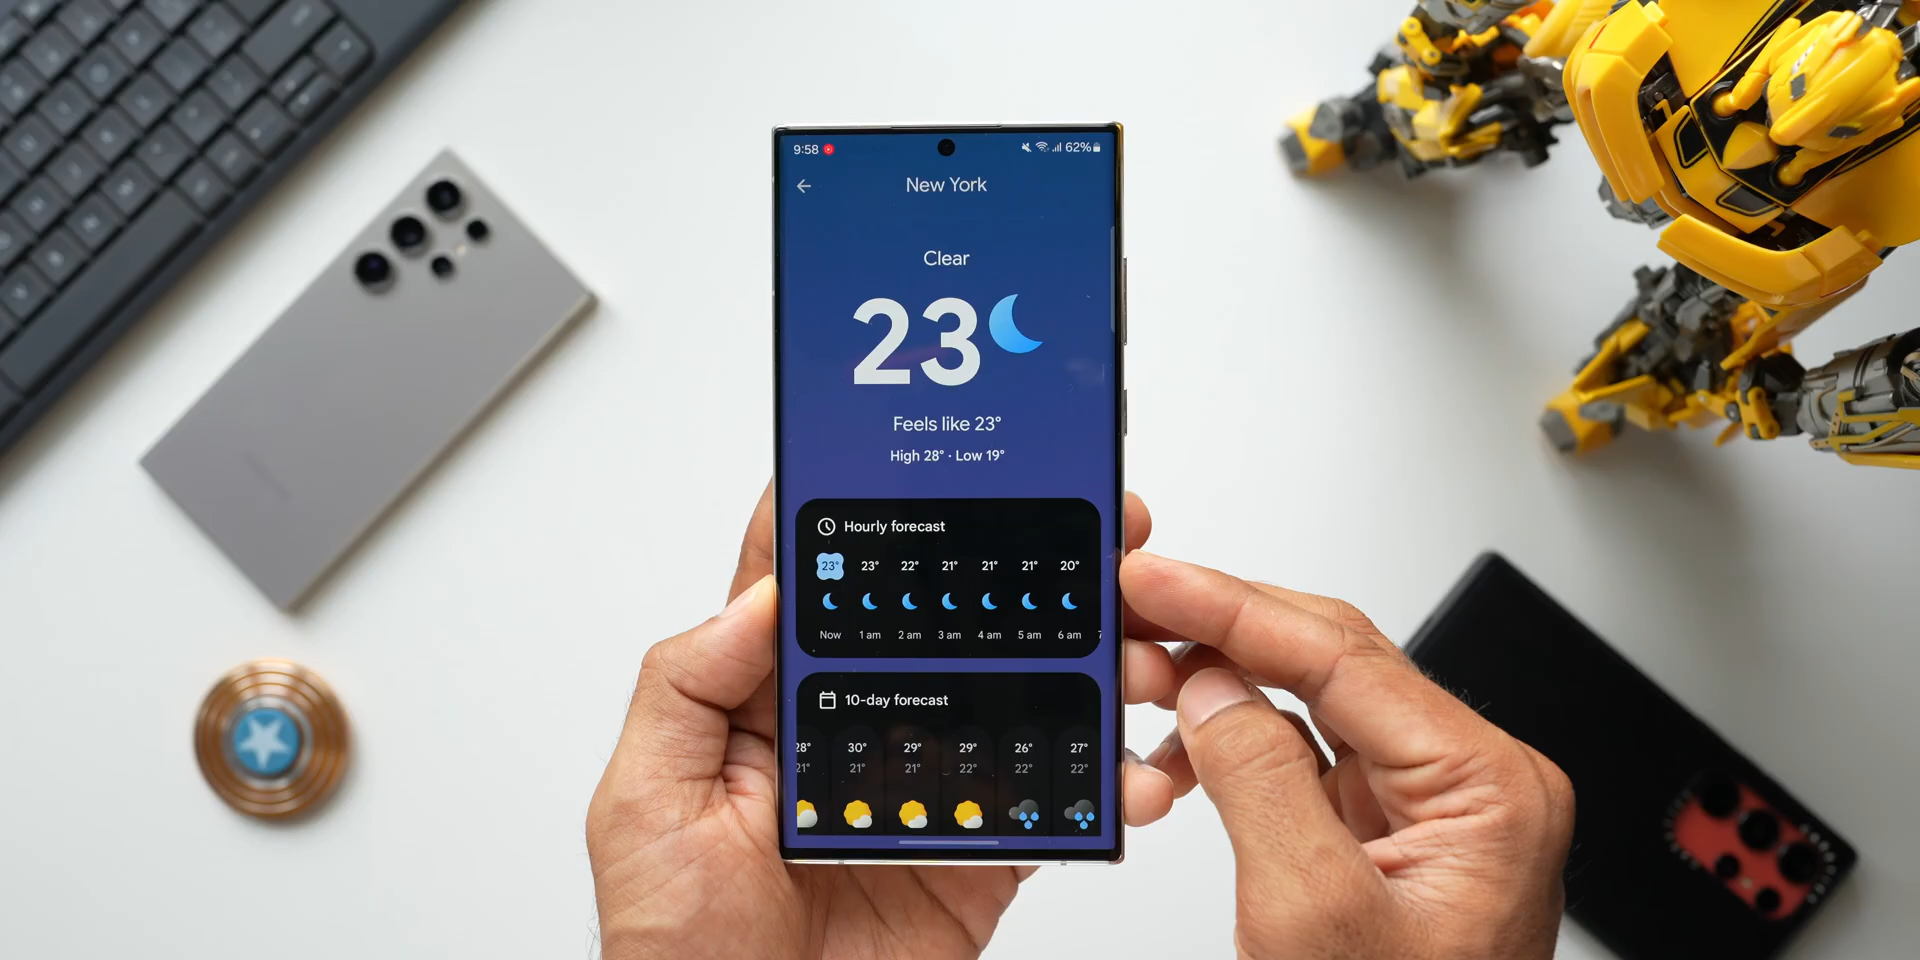 9:58 62%
New York
Clear
23
Feels like 23°
High 28° · Low 19°
Hourly forecast
23° 23° 22° 21° 21° 21° 20°
Now 1 am 2 am 3 am 4 am 5 am 6 am
10-day forecast
28° 30° 29° 29° 26° 27°
21° 21° 21° 22° 22° 22°